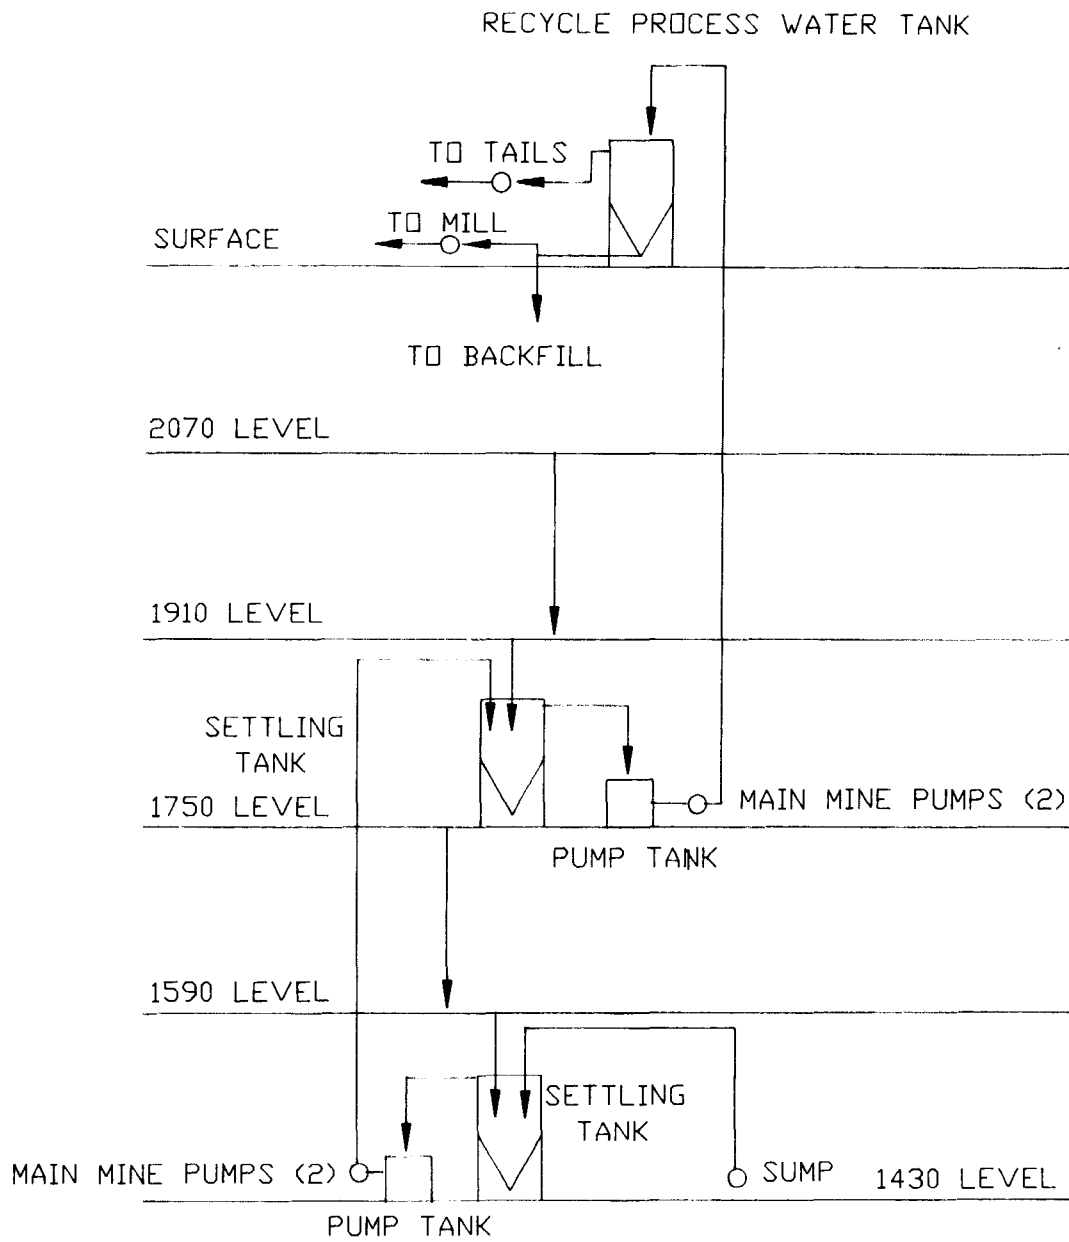 RECYCLE PROCESS WATER TANK
TO TAILS
TO MILL
SURFACE
TO BACKFILL
2070 LEVEL
1910 LEVEL
SETTLING
TANK
1750 LEVEL
MAIN MINE PUMPS (2)
PUMP TANK
1590 LEVEL
SETTLING
TANK
MAIN MINE PUMPS (2)
SUMP
1430 LEVEL
PUMP TANK